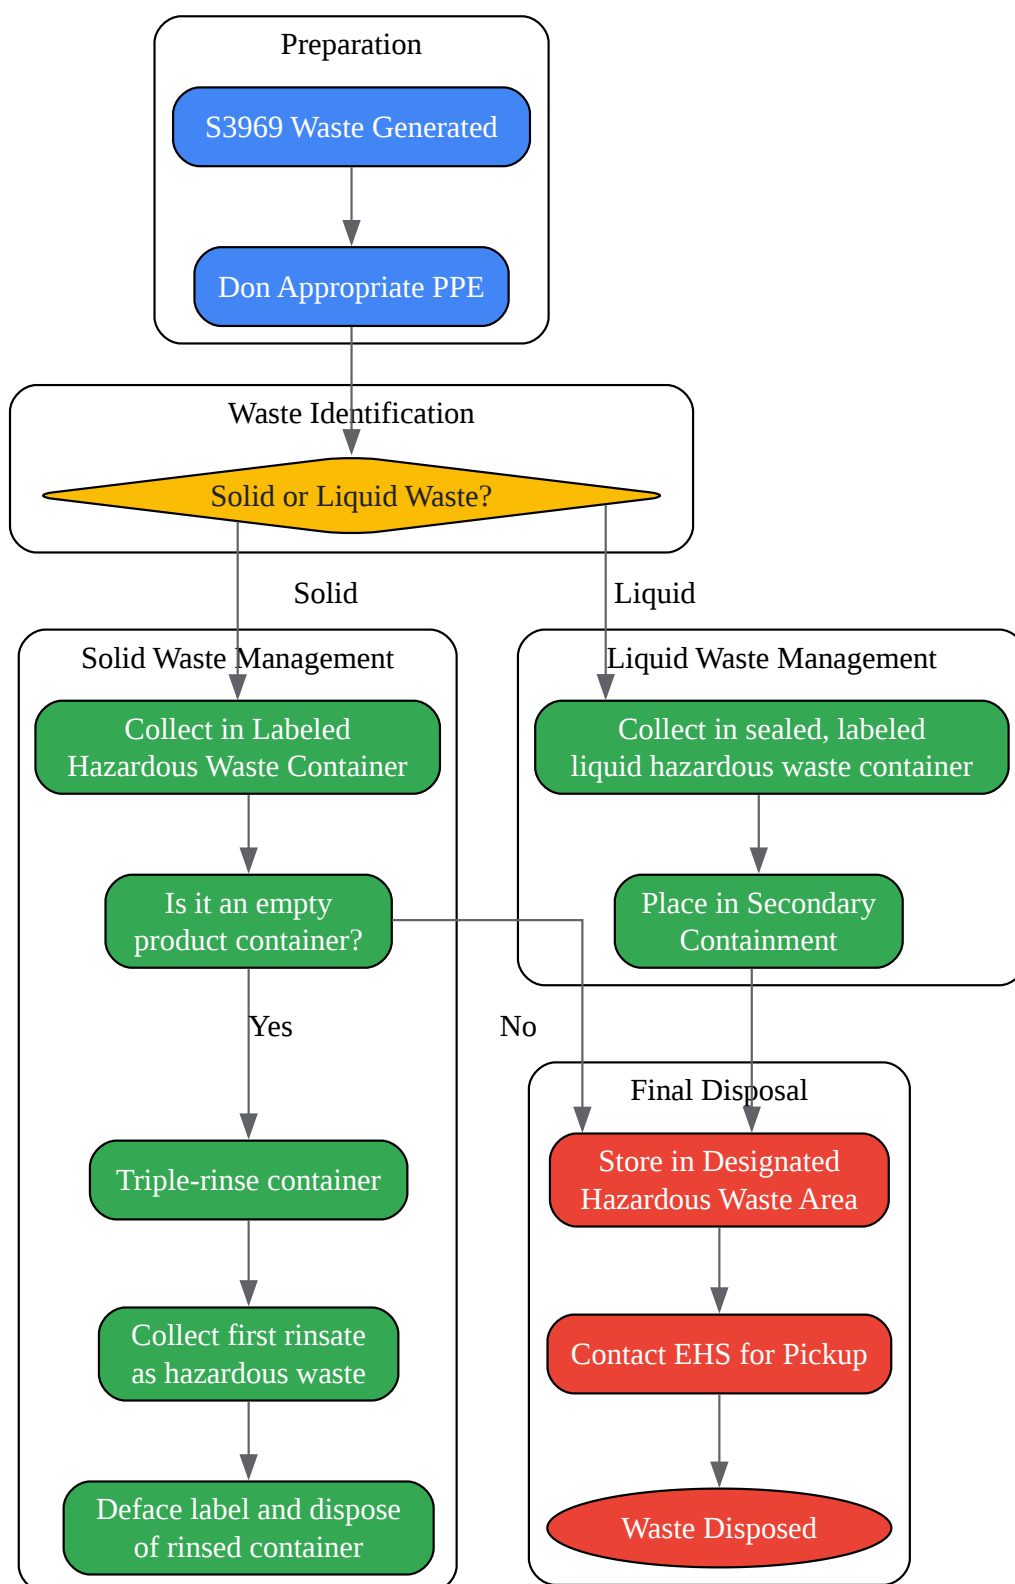 Preparation
S3969 Waste Generated
Don Appropriate PPE
Waste Identification
Solid or Liquid Waste?
Solid
Liquid
Solid Waste Management
Collect in Labeled
Hazardous Waste Container
Is it an empty
product container?
Yes
No
Triple-rinse container
Collect first rinsate
as hazardous waste
Deface label and dispose
of rinsed container
Liquid Waste Management
Collect in sealed, labeled
liquid hazardous waste container
Place in Secondary
Containment
Final Disposal
Store in Designated
Hazardous Waste Area
Contact EHS for Pickup
Waste Disposed